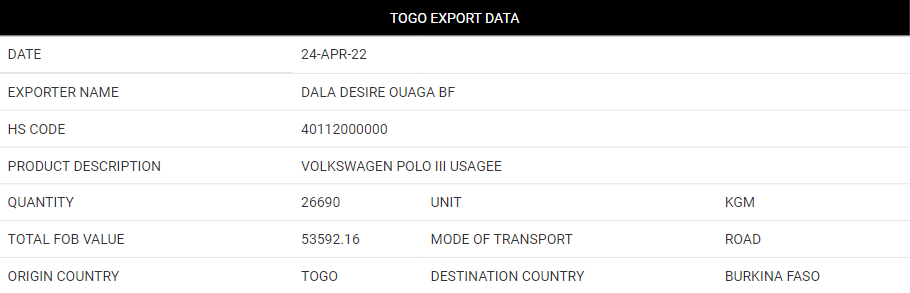 TOGO EXPORT DATA
DATE 24-APR-22
EXPORTER NAME DALA DESIRE OUAGA BF
HS CODE 40112000000
PRODUCT DESCRIPTION VOLKSWAGEN POLO III USAGEE
QUANTITY 26690 UNIT KGM
TOTAL FOB VALUE 53592.16 MODE OF TRANSPORT ROAD
ORIGIN COUNTRY TOGO DESTINATION COUNTRY BURKINA FASO